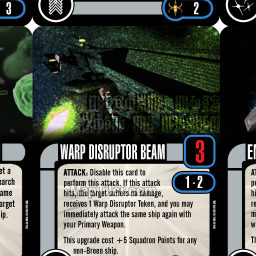 3
2
WARP DISRUPTOR BEAM
3
1-2
ATTACK: Disable this card to
perform this attack. If this attack
hits, the target suffers no damage,
receives 1 Warp Disruptor Token, and you may
immediately attack the same ship again with
your Primary Weapon.
This upgrade cost +5 Squadron Points for any
non-Breen ship.